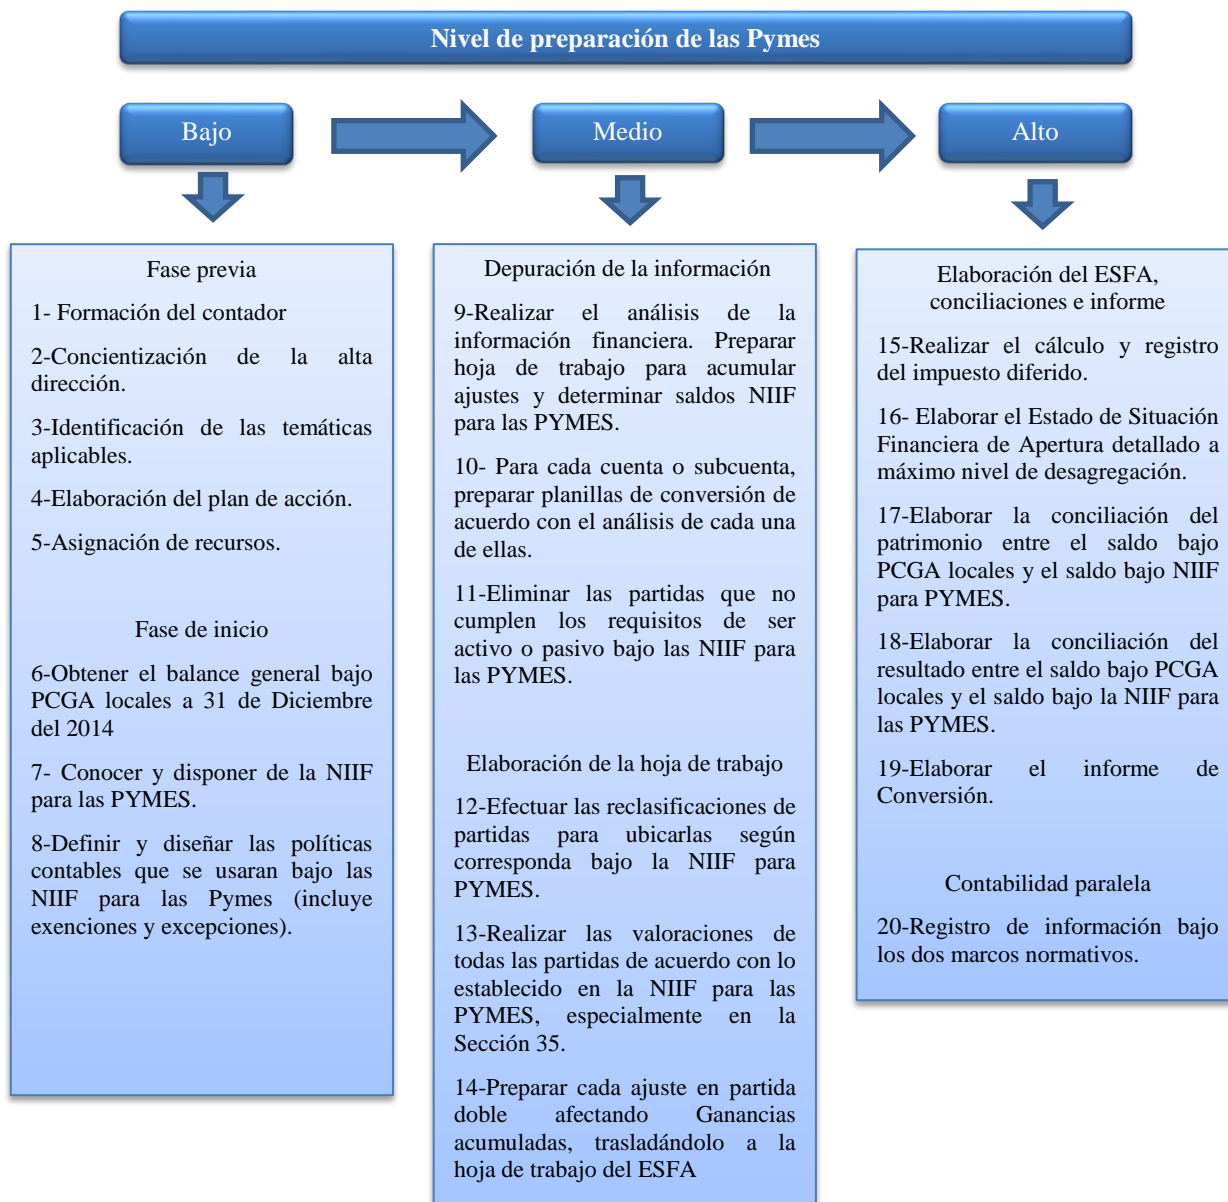 Nivel de preparación de las Pymes
Bajo
Medio
Alto
Fase previa
1- Formación del contador
2-Concientización de la alta
dirección.
3-Identificación de las temáticas
aplicables.
4-Elaboración del plan de acción.
5-Asignación de recursos.
Fase de inicio
6-Obtener el balance general bajo
PCGA locales a 31 de Diciembre
del 2014
7- Conocer y disponer de la NIIF
para las PYMES.
8-Definir y diseñar las políticas
contables que se usaran bajo las
NIIF para las Pymes (incluye
exenciones y excepciones).
Depuración de la información
9-Realizar el análisis de la
información financiera. Preparar
hoja de trabajo para acumular
ajustes y determinar saldos NIIF
para las PYMES.
10- Para cada cuenta o subcuenta,
preparar planillas de conversión de
acuerdo con el análisis de cada una
de ellas.
11-Eliminar las partidas que no
cumplen los requisitos de ser
activo o pasivo bajo las NIIF para
las PYMES.
Elaboración de la hoja de trabajo
12-Efectuar las reclasificaciones de
partidas para ubicarlas según
corresponda bajo la NIIF para
PYMES.
13-Realizar las valoraciones de
todas las partidas de acuerdo con lo
establecido en la NIIF para las
PYMES, especialmente en la
Sección 35.
14-Preparar cada ajuste en partida
doble afectando Ganancias
acumuladas, trasladándolo a la
hoja de trabajo del ESFA
Elaboración del ESFA,
conciliaciones e informe
15-Realizar el cálculo y registro
del impuesto diferido.
16- Elaborar el Estado de Situación
Financiera de Apertura detallado a
máximo nivel de desagregación.
17-Elaborar la conciliación del
patrimonio entre el saldo bajo
PCGA locales y el saldo bajo NIIF
para PYMES.
18-Elaborar la conciliación del
resultado entre el saldo bajo PCGA
locales y el saldo bajo la NIIF para
las PYMES.
19-Elaborar el informe de
Conversión.
Contabilidad paralela
20-Registro de información bajo
los dos marcos normativos.